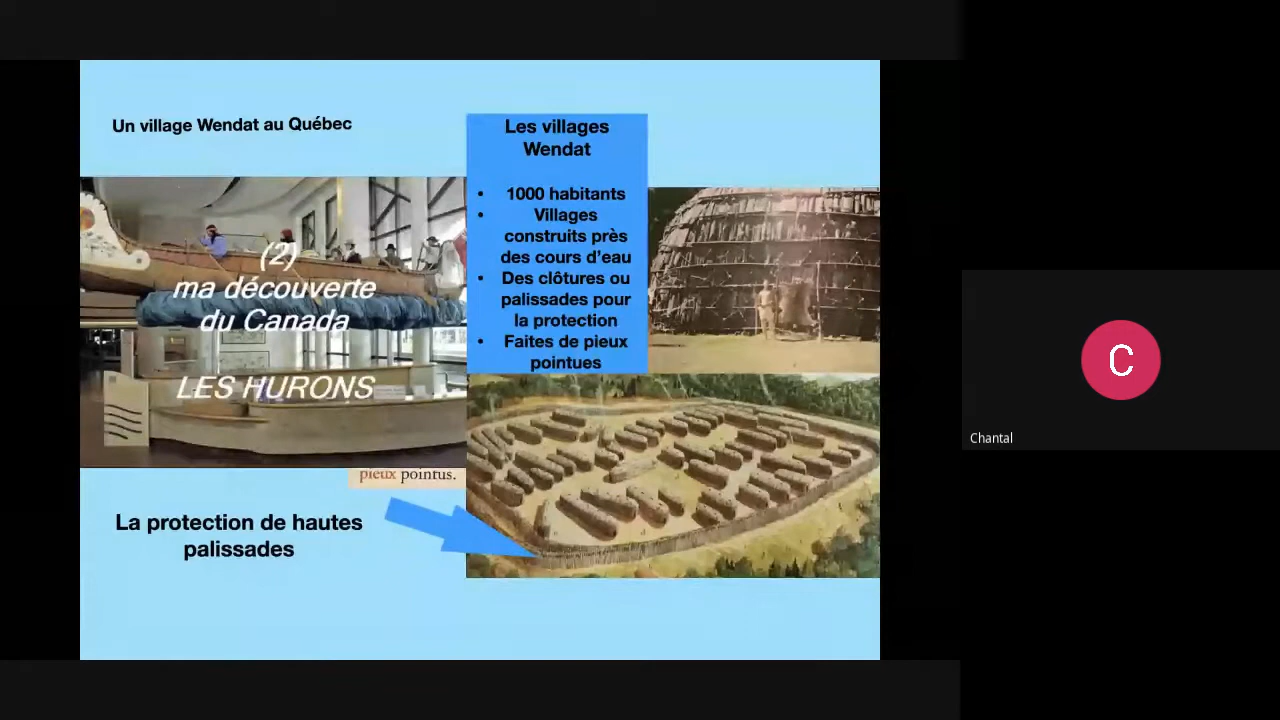 Un village Wendat au Québec
(2)
ma découverte
du Canada
LES HURONS
pieux pointus.
La protection de hautes
palissades
Les villages
Wendat
• 1000 habitants
• Villages
construits près
des cours d’eau
• Des clôtures ou
palissades pour
la protection
• Faites de pieux
pointues
C
Chantal